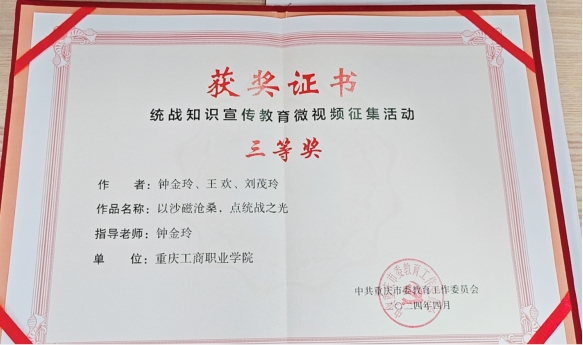 获奖证书
统战知识宣传教育微视频征集活动
三等奖
作　者：钟金玲、王欢、刘茂玲
作品名称：以沙磁沧桑，点统战之光
指导老师：钟金玲
单　位：重庆工商职业学院
中共重庆市委教育工作委员会
二〇二四年四月